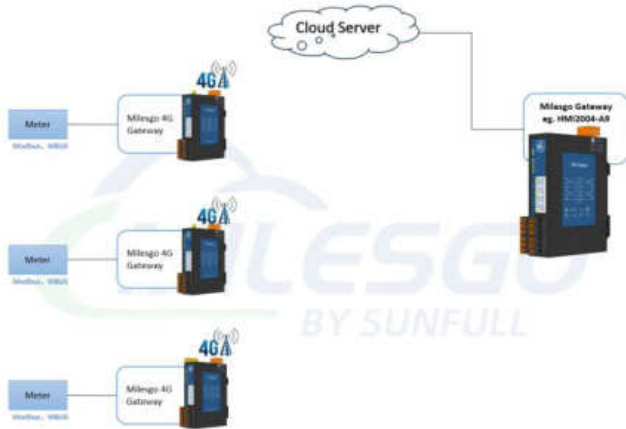 Cloud Server
Milesgo Gateway
eg. HMI2004-A9
4G
Meter
Milesgo 4G
Gateway
Modbus、MBUS
4G
Meter
Milesgo 4G
Gateway
Modbus、MBUS
4G
Meter
Milesgo 4G
Gateway
Modbus、MBUS
MILESGO
BY SUNFULL